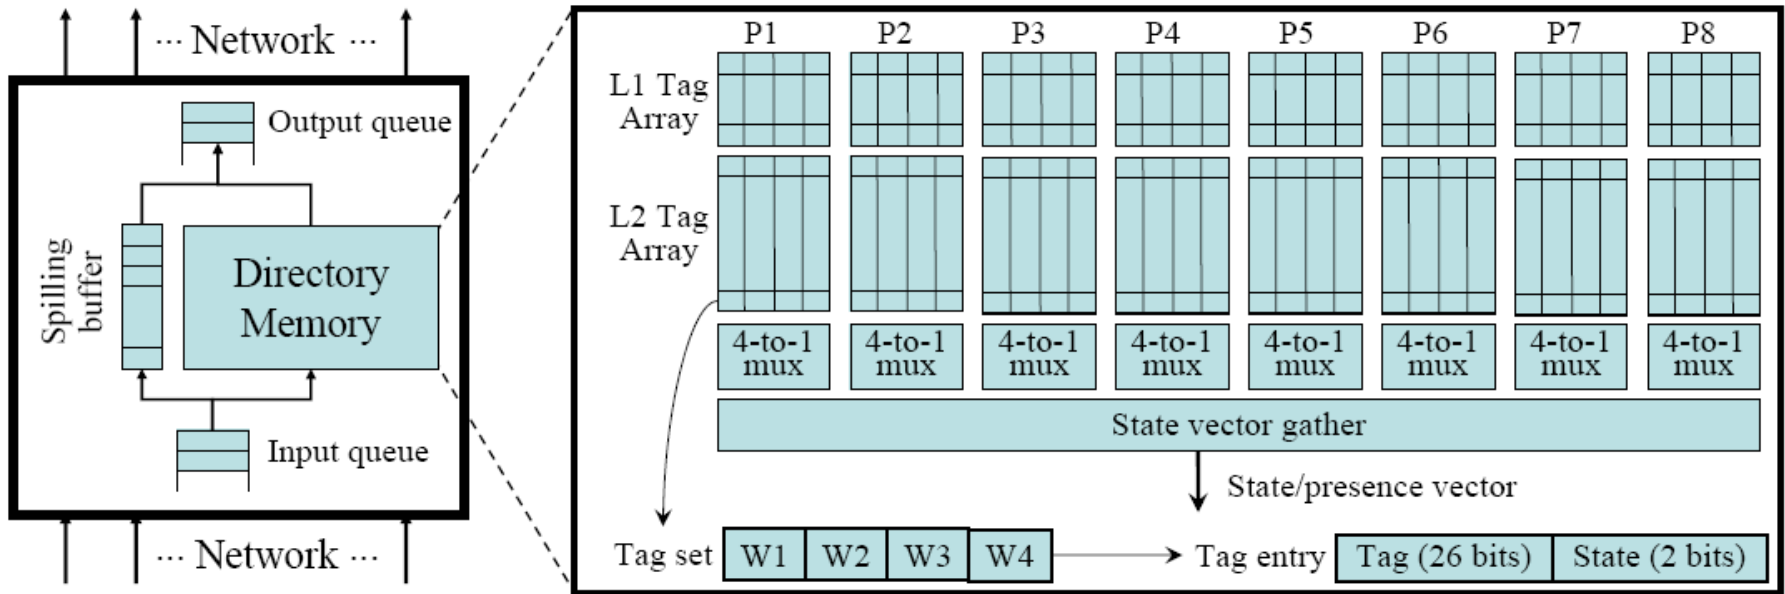 ··· Network ···
Output queue
Spilling
buffer
Directory
Memory
Input queue
··· Network ···
P1 P2 P3 P4 P5 P6 P7 P8
L1 Tag
Array
L2 Tag
Array
4-to-1 4-to-1 4-to-1 4-to-1 4-to-1 4-to-1 4-to-1 4-to-1
mux mux mux mux mux mux mux mux
State vector gather
State/presence vector
Tag set W1 W2 W3 W4 Tag entry Tag (26 bits) State (2 bits)